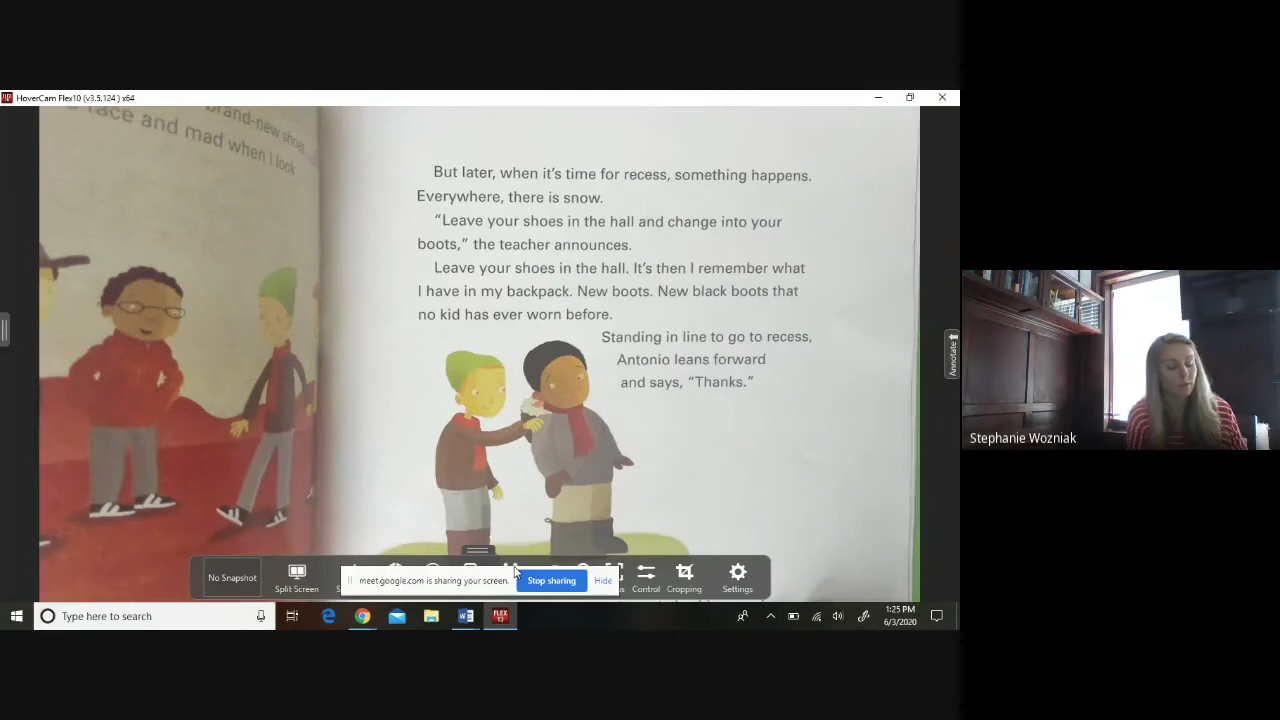 HoverCam Flex10 (v3.5.124 ) x64
brand-new shoes
face and mad when I look
But later, when it's time for recess, something happens.
Everywhere, there is snow.
"Leave your shoes in the hall and change into your
boots," the teacher announces.
Leave your shoes in the hall. It's then I remember what
I have in my backpack. New boots. New black boots that
no kid has ever worn before.
Standing in line to go to recess,
Antonio leans forward
and says, "Thanks."
Annotate
Stephanie Wozniak
No Snapshot
Split Screen
meet.google.com is sharing your screen.
Stop sharing
Hide
Control
Cropping
Settings
Type here to search
1:25 PM
6/3/2020